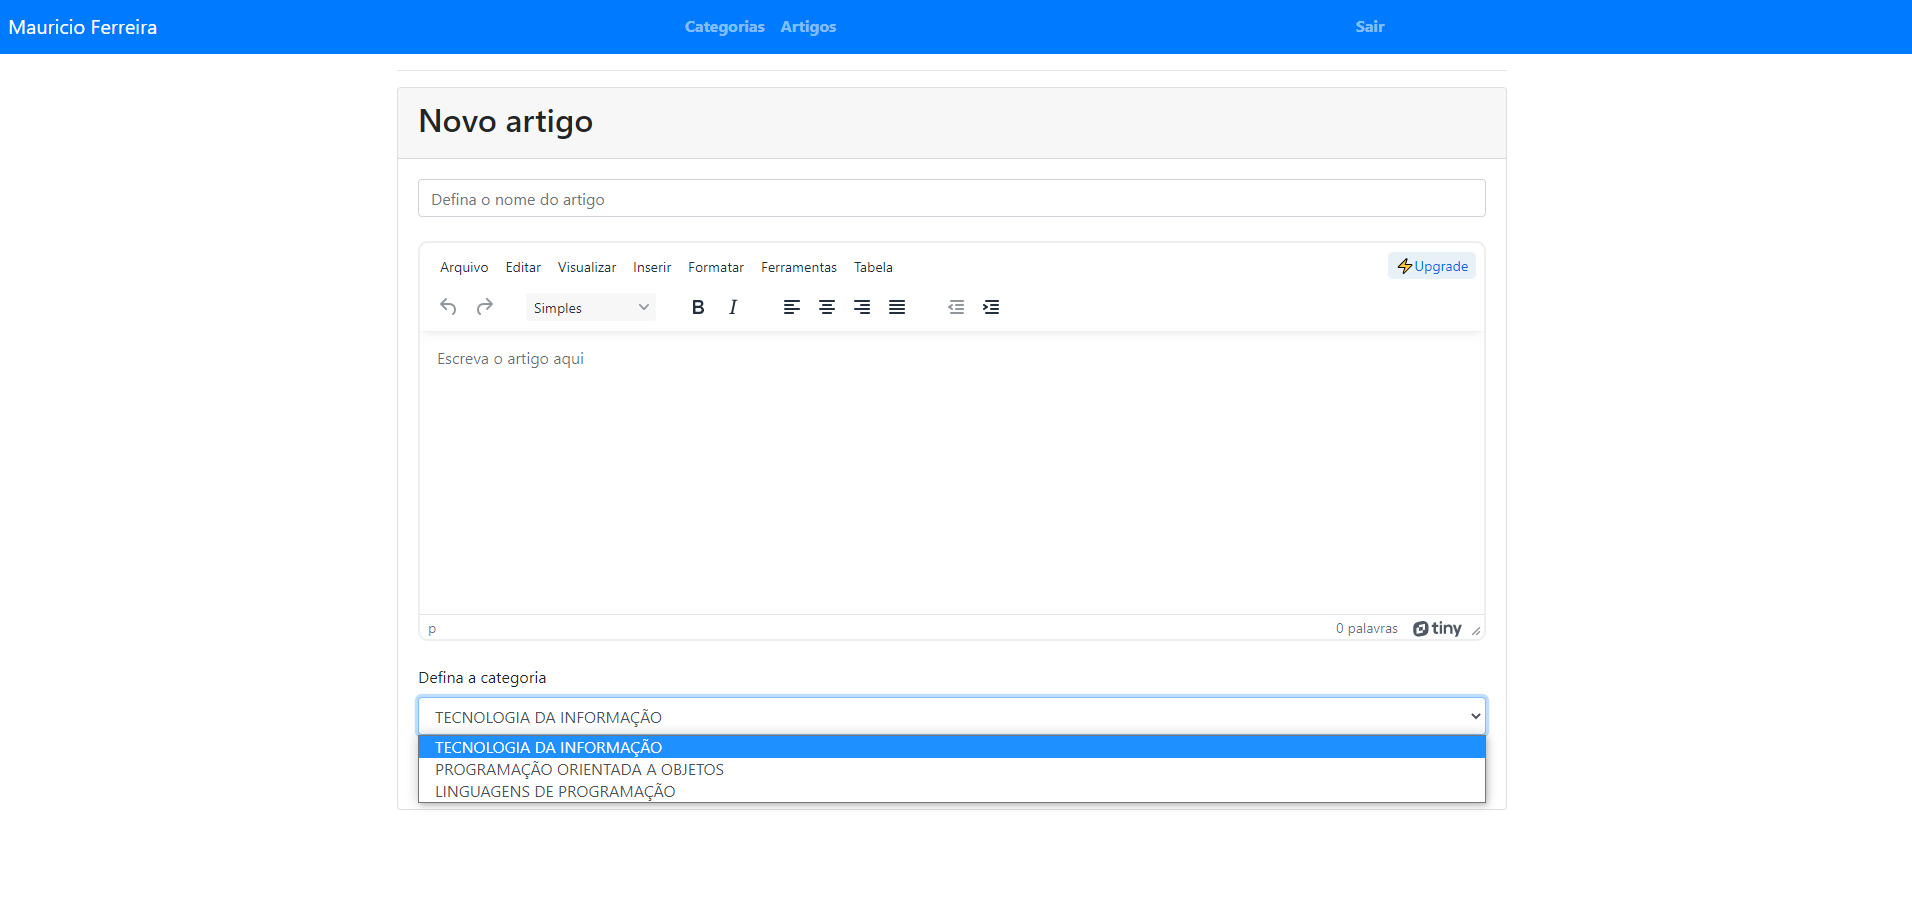 Mauricio Ferreira Categorias Artigos Sair
Novo artigo
Defina o nome do artigo
Arquivo Editar Visualizar Inserir Formatar Ferramentas Tabela ⚡Upgrade
Simples B I
Escreva o artigo aqui
p 0 palavras tiny
Defina a categoria
TECNOLOGIA DA INFORMAÇÃO
TECNOLOGIA DA INFORMAÇÃO
PROGRAMAÇÃO ORIENTADA A OBJETOS
LINGUAGENS DE PROGRAMAÇÃO